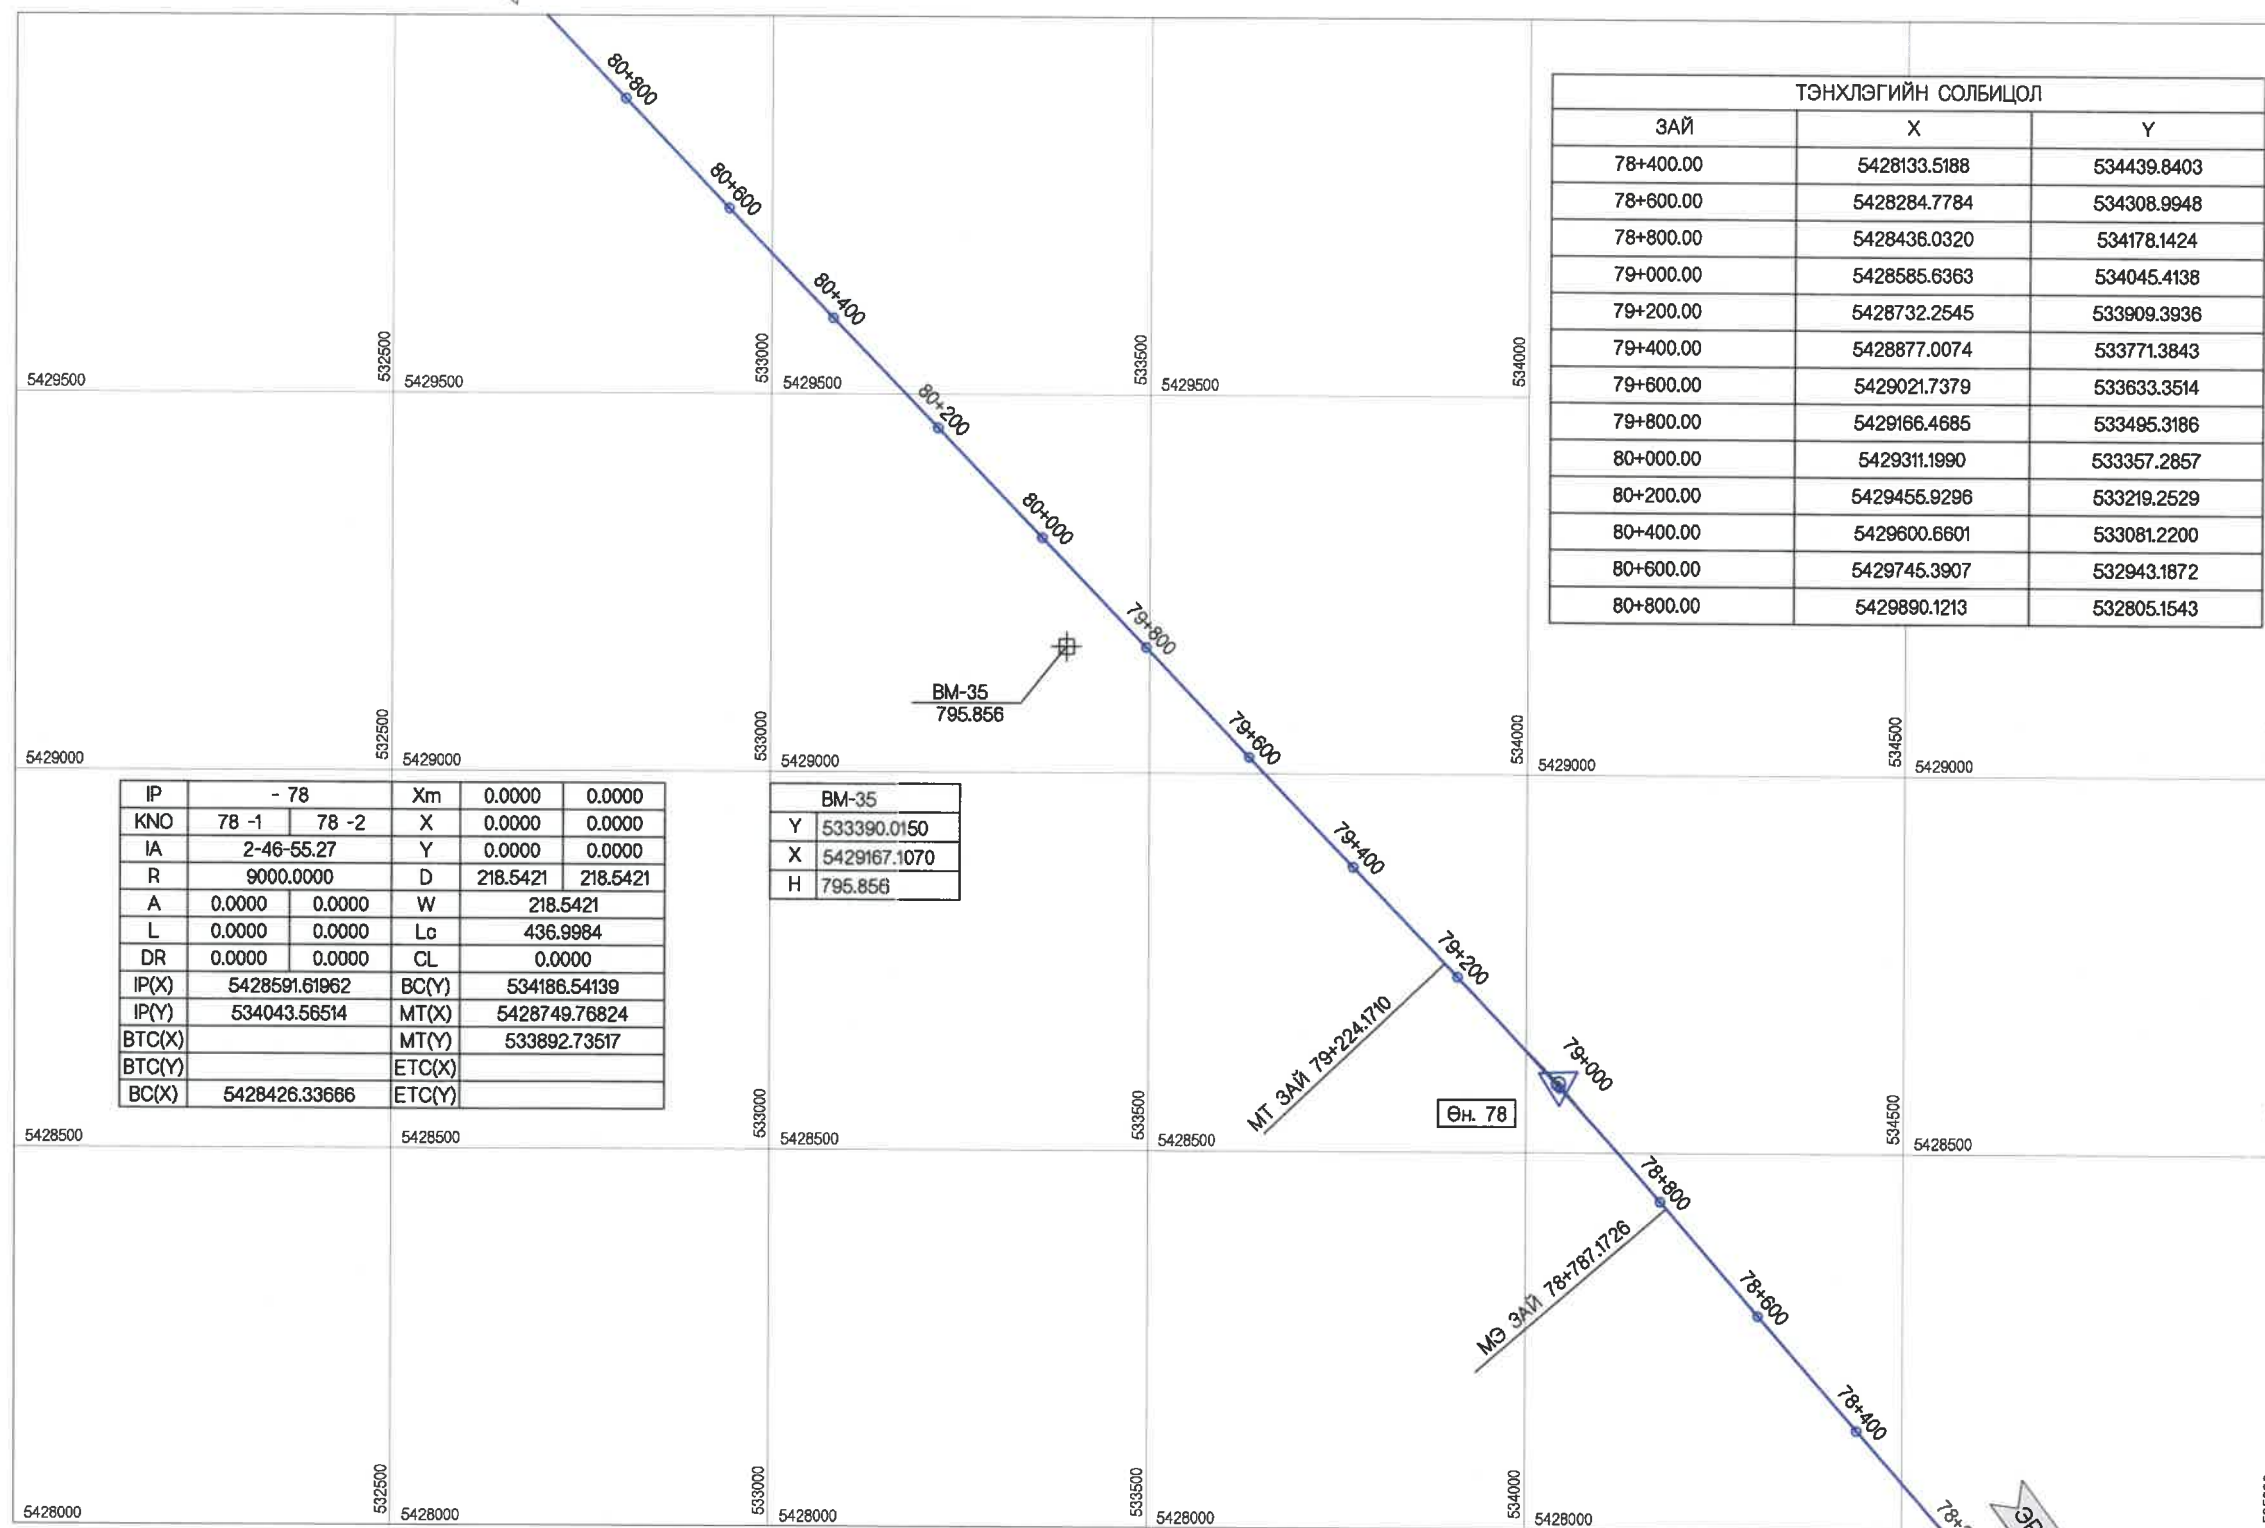 80+800
80+600
80+400
80+200
80+000
79+800
79+600
79+400
79+200
79+000
78+800
78+600
78+400
ТЭНХЛЭГИЙН СОЛБИЦОЛ
ЗАЙ X Y
78+400.00 5428133.5188 534439.8403
78+600.00 5428284.7784 534308.9948
78+800.00 5428436.0320 534178.1424
79+000.00 5428585.6363 534045.4138
79+200.00 5428732.2545 533909.3936
79+400.00 5428877.0074 533771.3843
79+600.00 5429021.7379 533633.3514
79+800.00 5429166.4685 533495.3186
80+000.00 5429311.1990 533357.2857
80+200.00 5429455.9296 533219.2529
80+400.00 5429600.6601 533081.2200
80+600.00 5429745.3907 532943.1872
80+800.00 5429890.1213 532805.1543
532500 533000 533500 534000
5429500 5429500 5429500 5429500
BM-35
795.856
532500 533000 534000 534500
5429000 5429000 5429000 5429000 5429000
IP - 78 Xm 0.0000 0.0000
KNO 78 -1 78 -2 X 0.0000 0.0000
IA 2-46-55.27 Y 0.0000 0.0000
R 9000.0000 D 218.5421 218.5421
A 0.0000 0.0000 W 218.5421
L 0.0000 0.0000 Lc 436.9984
DR 0.0000 0.0000 CL 0.0000
IP(X) 5428591.61962 BC(Y) 534186.54139
IP(Y) 534043.56514 MT(X) 5428749.76824
BTC(X) MT(Y) 533892.73517
BTC(Y) ETC(X)
BC(X) 5428426.33666 ETC(Y)
BM-35
Y 533390.0150
X 5429167.1070
H 795.856
МТ ЗАЙ 79+224.1710
Өн. 78
МЭ ЗАЙ 78+787.1726
533000 533500 534500
5428500 5428500 5428500 5428500 5428500
532500 533000 533500 534000
5428000 5428000 5428000 5428000 5428000